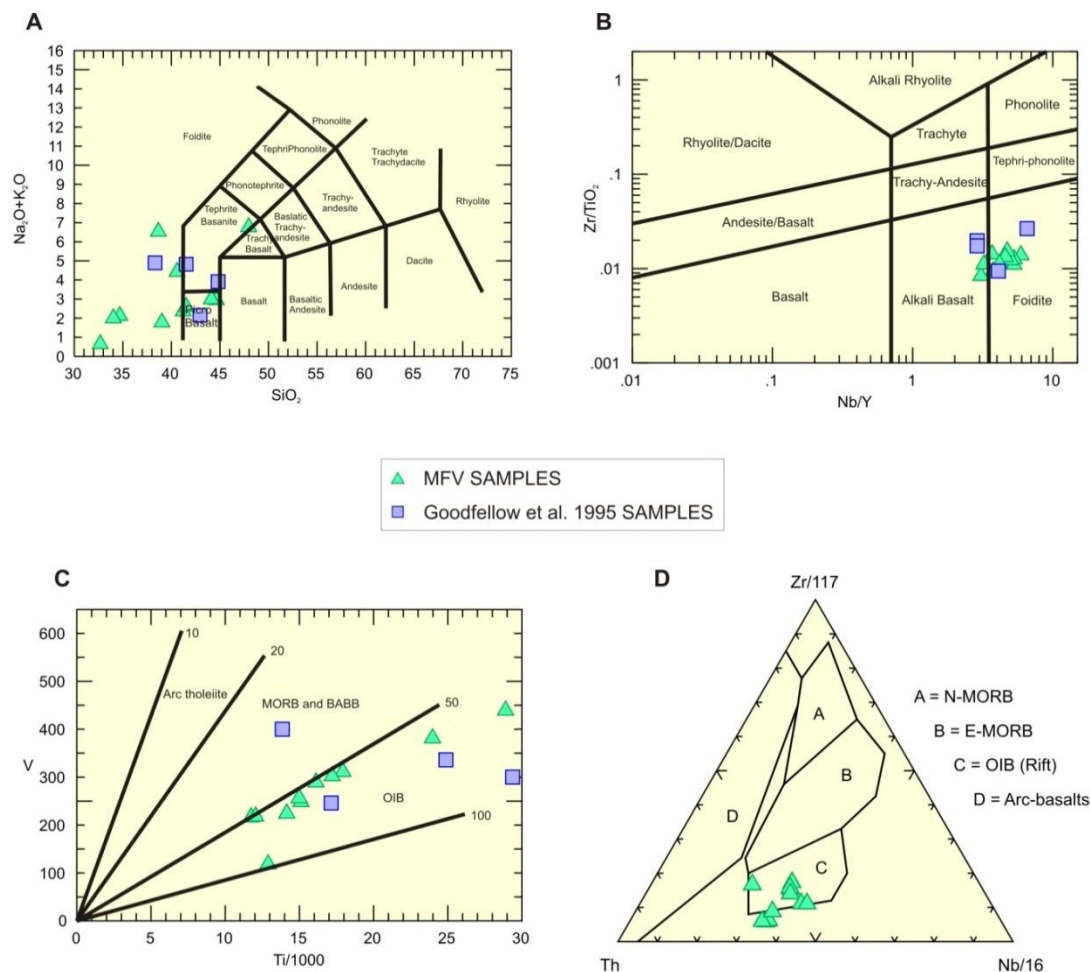 A
Na₂O+K₂O
16
15
14
13
12
11
10
9
8
7
6
5
4
3
2
1
0
Foidite
Phonolite
TephriPhonolite
Trachyte
Trachydacite
Phonotephrite
Trachy-
andesite
Tephrite
Basanite
Baslatic
Trachy-
andesite
Trachy
Basalt
Rhyolite
Dacite
Andesite
Basaltic
Andesite
Basalt
Picro
Basalt
30 35 40 45 50 55 60 65 70 75
SiO₂
B
Zr/TiO₂
1
.1
.01
.001
Alkali Rhyolite
Phonolite
Rhyolite/Dacite
Trachyte
Tephri-phonolite
Trachy-Andesite
Andesite/Basalt
Basalt
Alkali Basalt
Foidite
.01 .1 1 10
Nb/Y
MFV SAMPLES
Goodfellow et al. 1995 SAMPLES
C
V
600
500
400
300
200
100
0
10
20
50
100
Arc tholeiite
MORB and BABB
OIB
0 5 10 15 20 25 30
Ti/1000
D
Zr/117
A
B
C
D
Th
Nb/16
A = N-MORB
B = E-MORB
C = OIB (Rift)
D = Arc-basalts